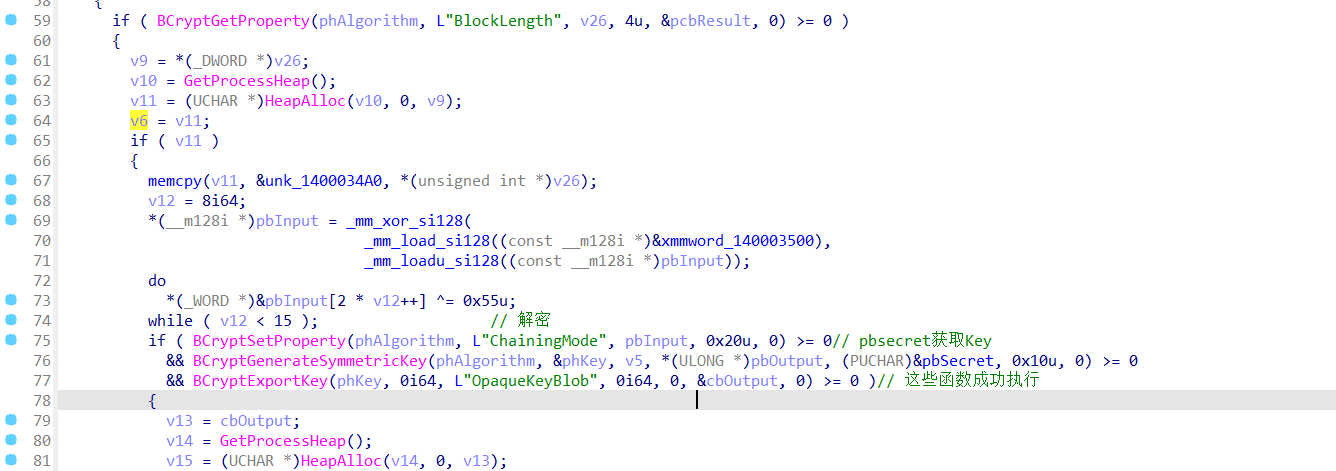 58 {
59 if ( BCryptGetProperty(phAlgorithm, L"BlockLength", v26, 4u, &pcbResult, 0) >= 0 )
60 {
61 v9 = *(_DWORD *)v26;
62 v10 = GetProcessHeap();
63 v11 = (UCHAR *)HeapAlloc(v10, 0, v9);
64 v6 = v11;
65 if ( v11 )
66 {
67 memcpy(v11, &unk_1400034A0, *(unsigned int *)v26);
68 v12 = 8i64;
69 *(__m128i *)pbInput = _mm_xor_si128(
70 _mm_load_si128((const __m128i *)&xmmword_140003500),
71 _mm_loadu_si128((const __m128i *)pbInput));
72 do
73 *(_WORD *)&pbInput[2 * v12++] ^= 0x55u;
74 while ( v12 < 15 ); // 解密
75 if ( BCryptSetProperty(phAlgorithm, L"ChainingMode", pbInput, 0x20u, 0) >= 0// pbsecret获取Key
76 && BCryptGenerateSymmetricKey(phAlgorithm, &phKey, v5, *(ULONG *)pbOutput, (PUCHAR)&pbSecret, 0x10u, 0) >= 0
77 && BCryptExportKey(phKey, 0i64, L"OpaqueKeyBlob", 0i64, 0, &cbOutput, 0) >= 0 )// 这些函数成功执行
78 {
79 v13 = cbOutput;
80 v14 = GetProcessHeap();
81 v15 = (UCHAR *)HeapAlloc(v14, 0, v13);